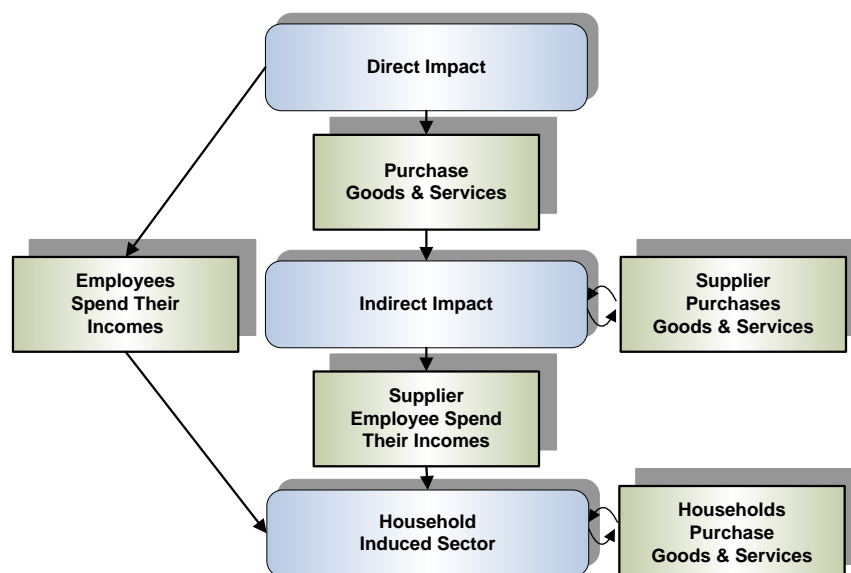 Direct Impact
Purchase
Goods & Services
Employees
Spend Their
Incomes
Indirect Impact
Supplier
Purchases
Goods & Services
Supplier
Employee Spend
Their Incomes
Household
Induced Sector
Households
Purchase
Goods & Services